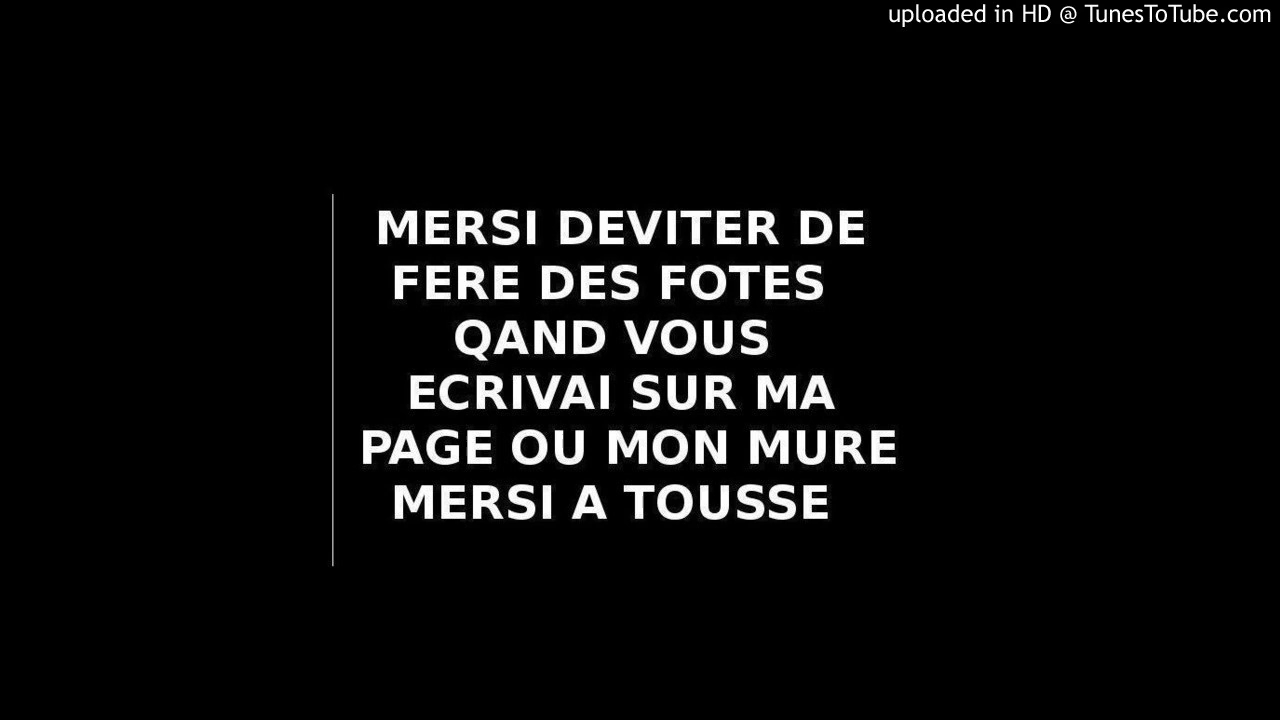 uploaded in HD @ TunesToTube.com
MERSI DEVITER DE
FERE DES FOTES
QAND VOUS
ECRIVAI SUR MA
PAGE OU MON MURE
MERSI A TOUSSE